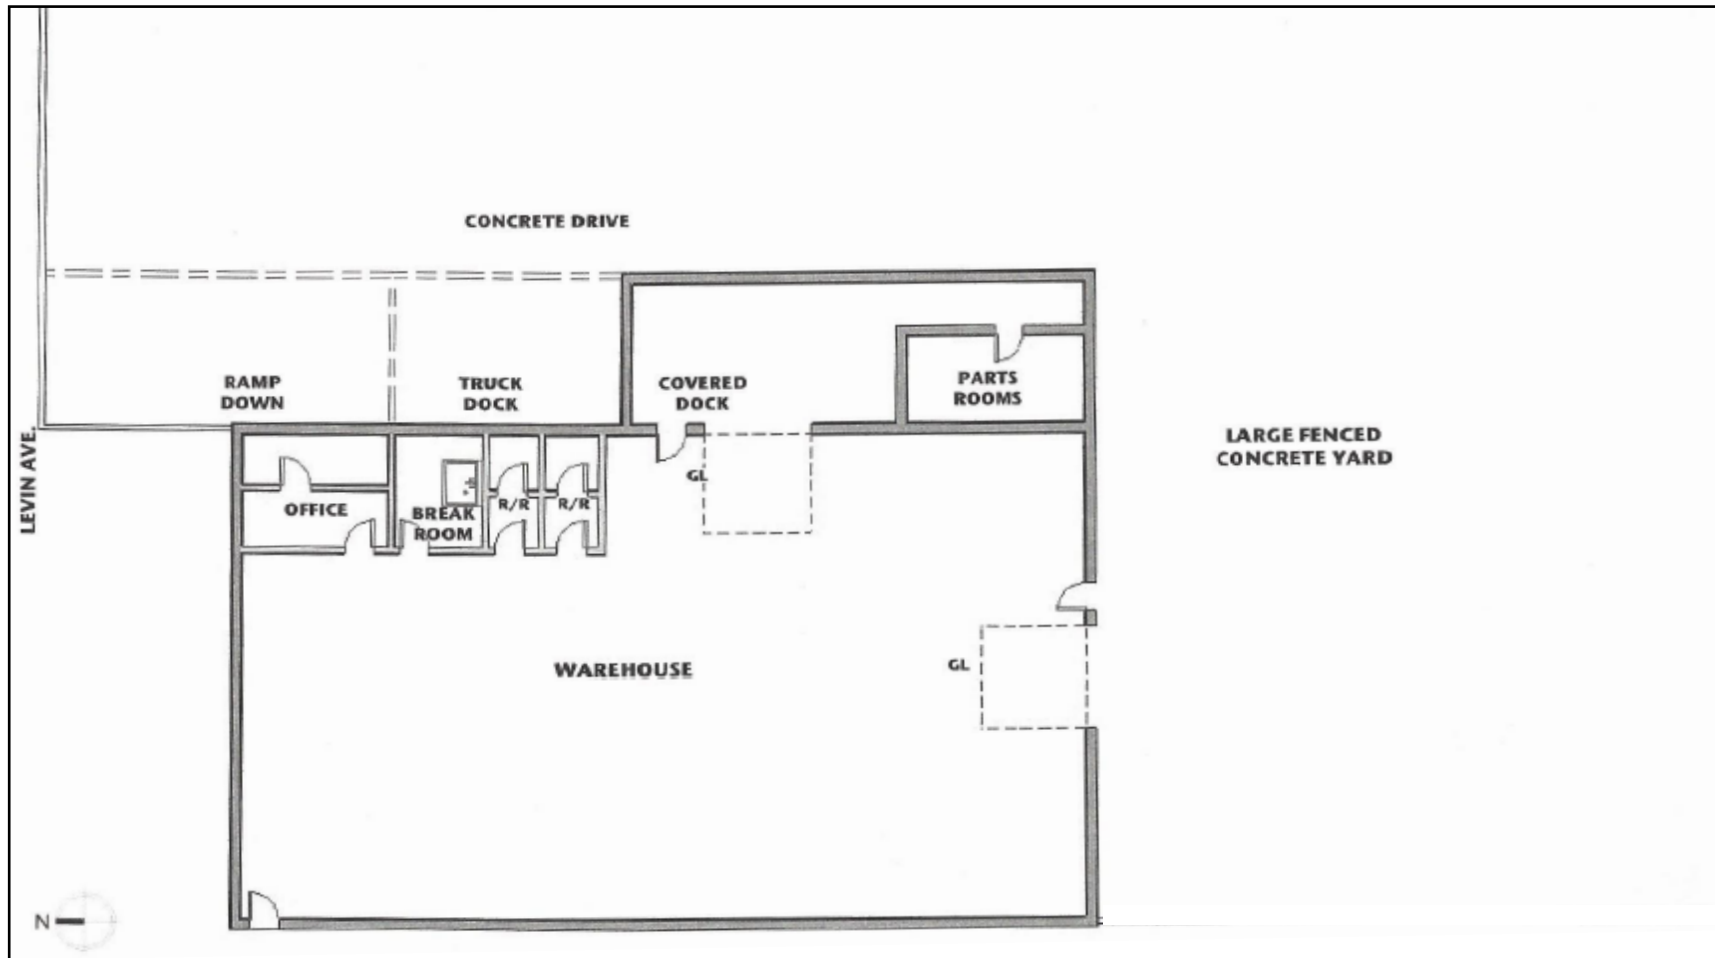 CONCRETE DRIVE
RAMP
DOWN
TRUCK
DOCK
COVERED
DOCK
PARTS
ROOMS
LARGE FENCED
CONCRETE YARD
LEVIN AVE.
GL
OFFICE
BREAK
ROOM
R/R
R/R
WAREHOUSE
GL
N